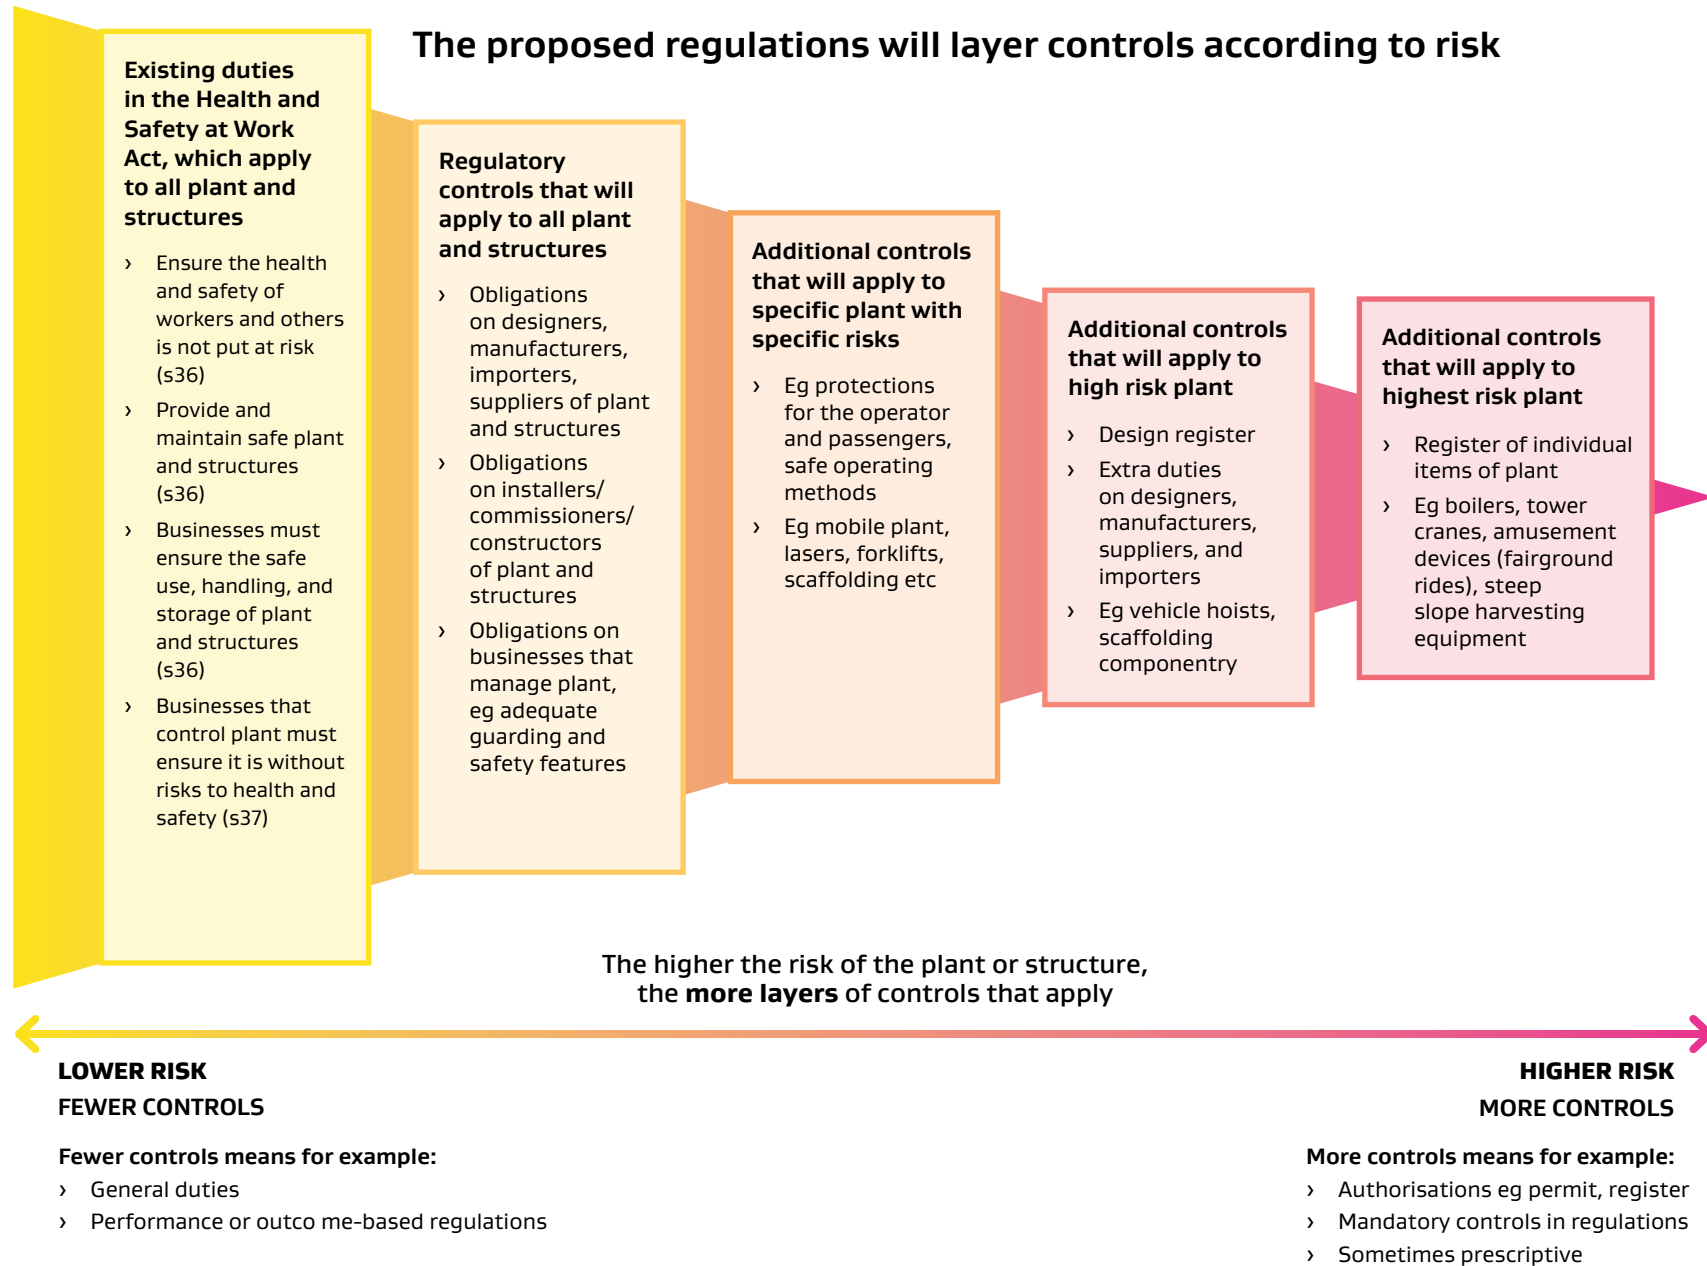 The proposed regulations will layer controls according to risk
Existing duties
in the Health and
Safety at Work
Act, which apply
to all plant and
structures
› Ensure the health
and safety of
workers and others
is not put at risk
(s36)
› Provide and
maintain safe plant
and structures
(s36)
› Businesses must
ensure the safe
use, handling, and
storage of plant
and structures
(s36)
› Businesses that
control plant must
ensure it is without
risks to health and
safety (s37)
Regulatory
controls that will
apply to all plant
and structures
› Obligations
on designers,
manufacturers,
importers,
suppliers of plant
and structures
› Obligations
on installers/
commissioners/
constructors
of plant and
structures
› Obligations on
businesses that
manage plant,
eg adequate
guarding and
safety features
Additional controls
that will apply to
specific plant with
specific risks
› Eg protections
for the operator
and passengers,
safe operating
methods
› Eg mobile plant,
lasers, forklifts,
scaffolding etc
Additional controls
that will apply to
high risk plant
› Design register
› Extra duties
on designers,
manufacturers,
suppliers, and
importers
› Eg vehicle hoists,
scaffolding
componentry
Additional controls
that will apply to
highest risk plant
› Register of individual
items of plant
› Eg boilers, tower
cranes, amusement
devices (fairground
rides), steep
slope harvesting
equipment
The higher the risk of the plant or structure,
the more layers of controls that apply
LOWER RISK
FEWER CONTROLS
Fewer controls means for example:
› General duties
› Performance or outco me-based regulations
HIGHER RISK
MORE CONTROLS
More controls means for example:
› Authorisations eg permit, register
› Mandatory controls in regulations
› Sometimes prescriptive